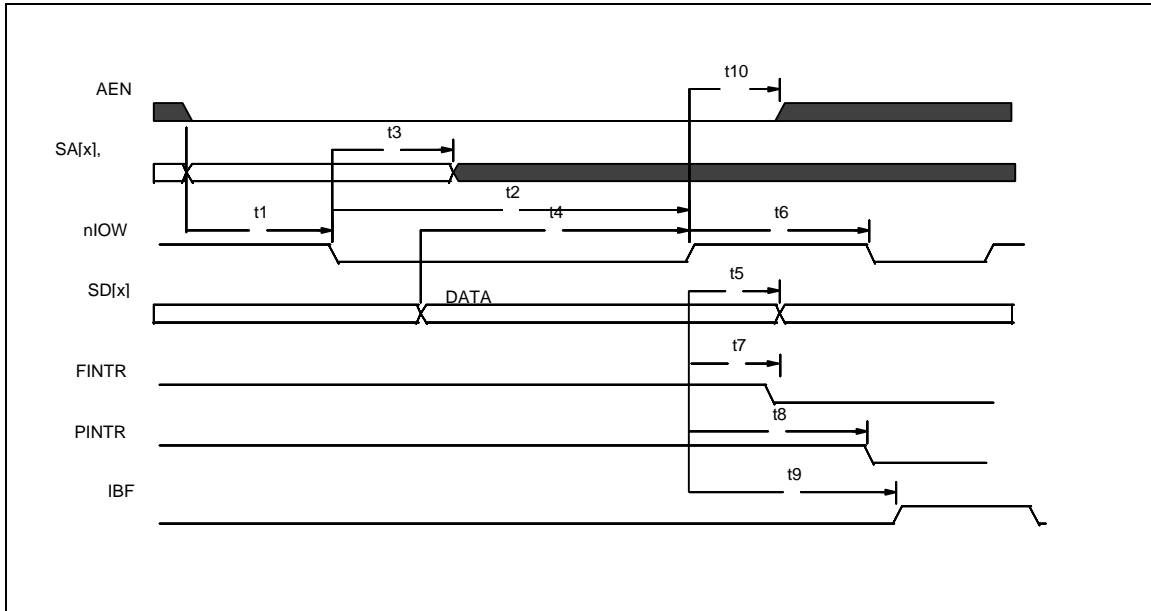 t10
AEN
t3
SA[x],
t2
t1
t4
t6
nIOW
t5
SD[x]
DATA
t7
FINTR
t8
PINTR
t9
IBF